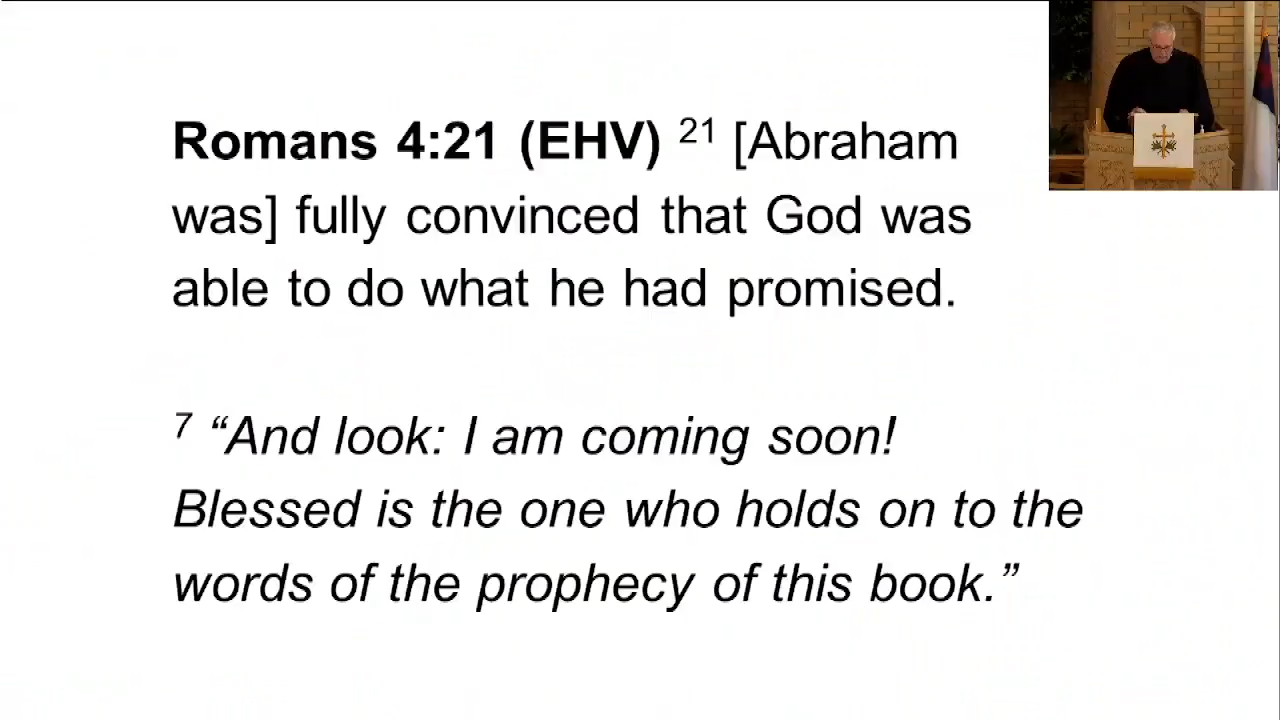 Romans 4:21 (EHV) 21 [Abraham
was] fully convinced that God was
able to do what he had promised.
7 “And look: I am coming soon!
Blessed is the one who holds on to the
words of the prophecy of this book.”